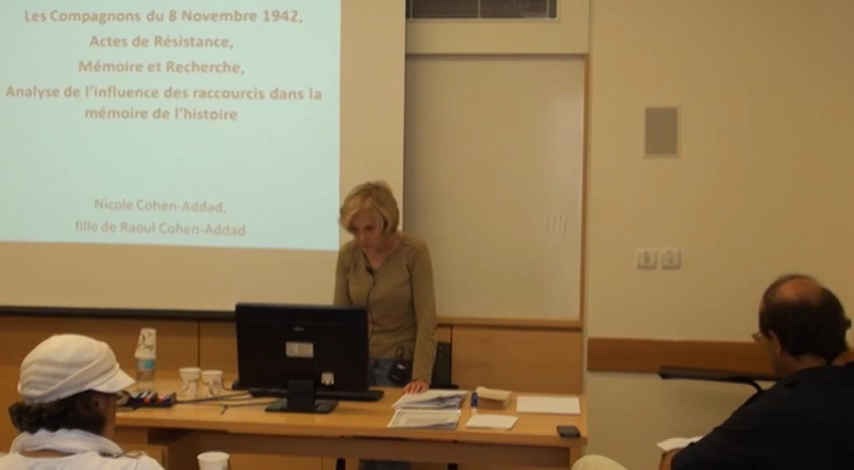 Les Compagnons du 8 Novembre 1942,
Actes de Résistance,
Mémoire et Recherche,
Analyse de l'influence des raccourcis dans la
mémoire de l'histoire
Nicole Cohen-Addad,
fille de Raoul Cohen-Addad